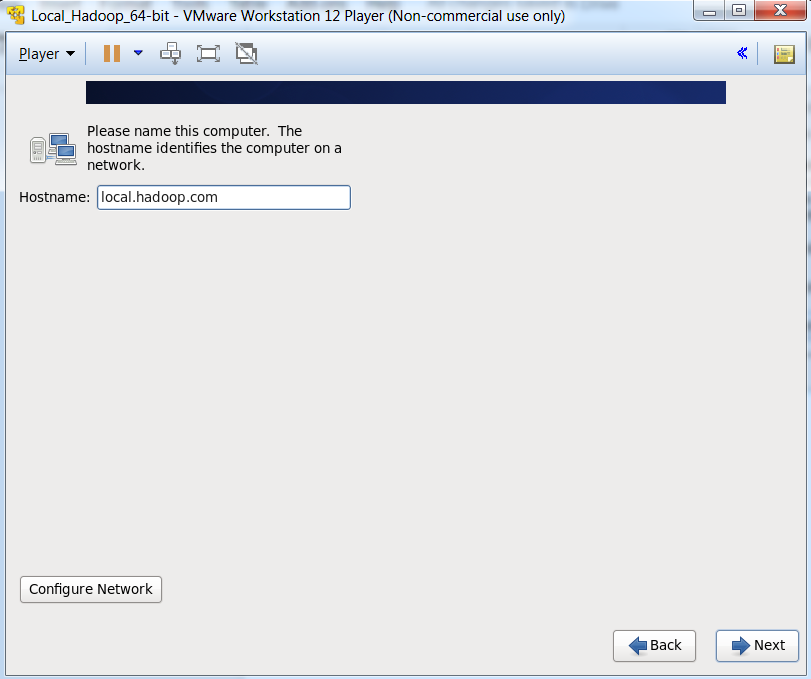 Local_Hadoop_64-bit - VMware Workstation 12 Player (Non-commercial use only)
Player
Please name this computer.  The
hostname identifies the computer on a
network.
Hostname: local.hadoop.com
Configure Network
Back Next